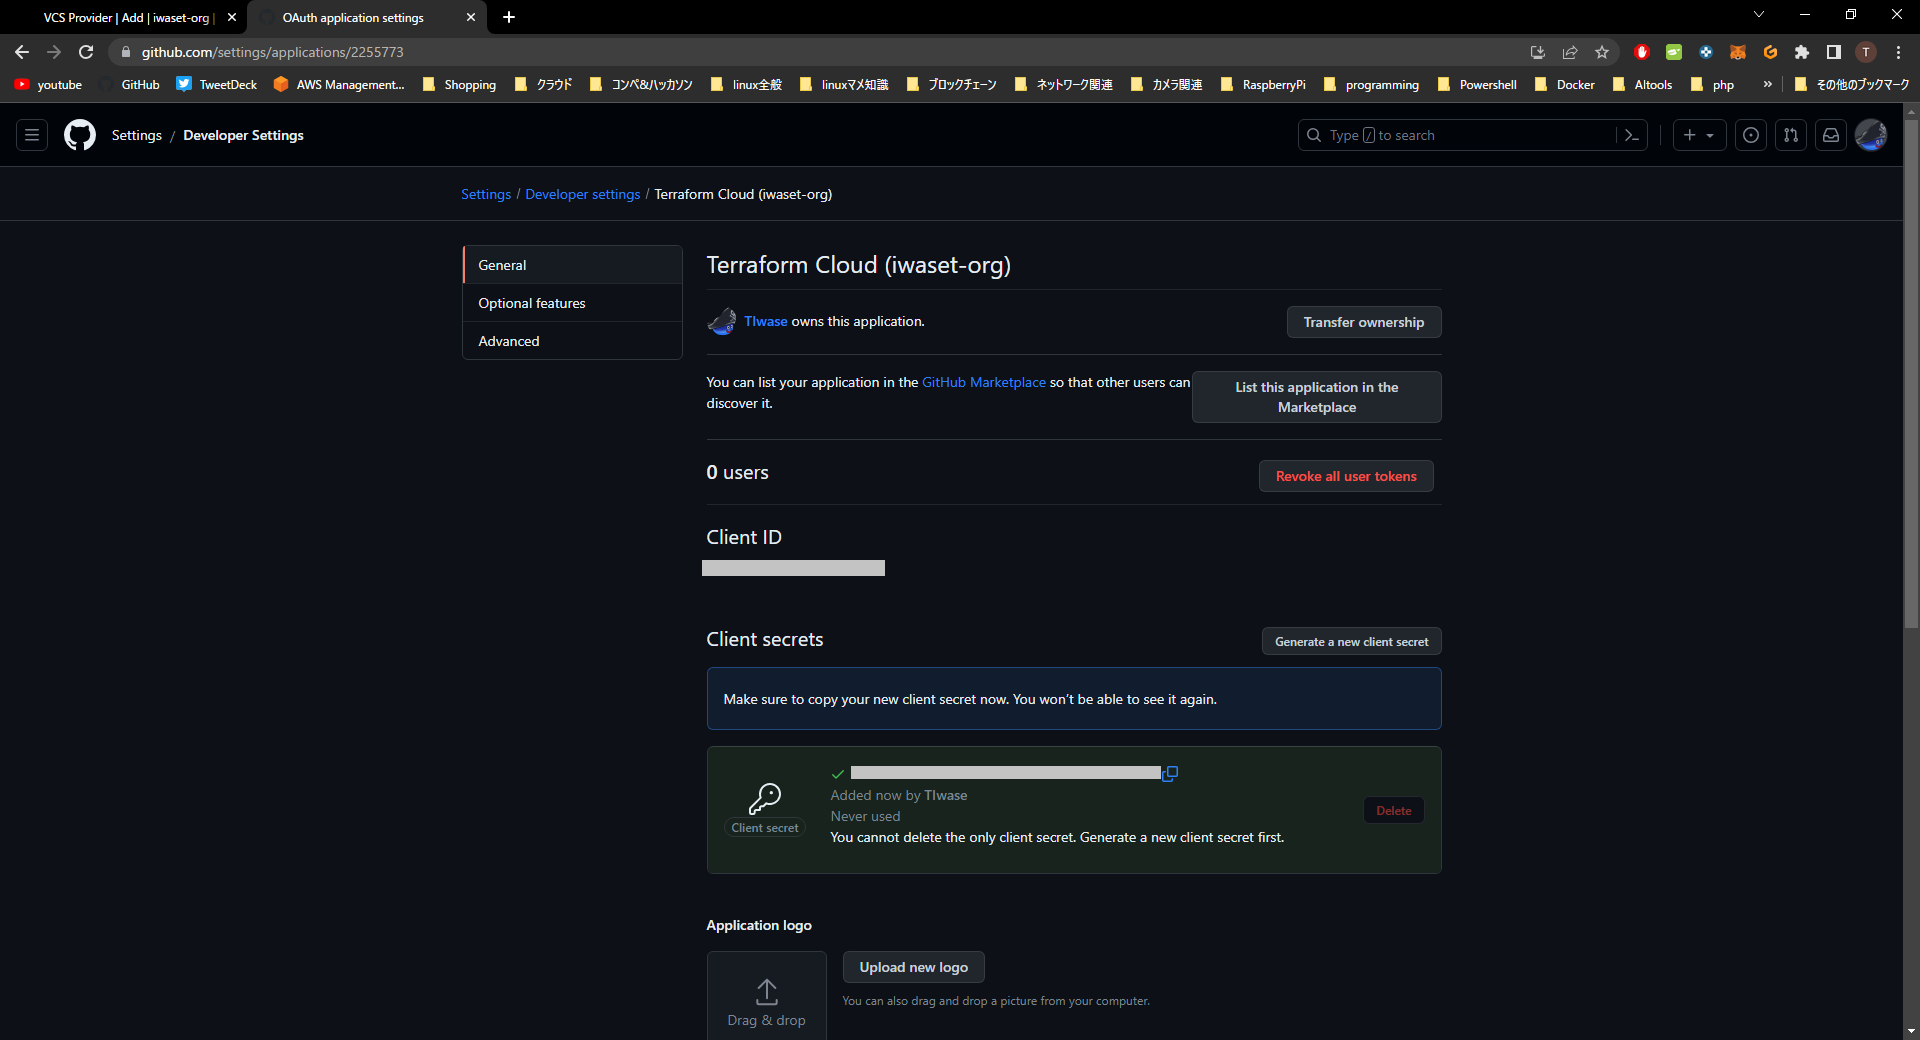 VCS Provider | Add | iwaset-org |
OAuth application settings
github.com/settings/applications/2255773
T
youtube
GitHub
TweetDeck
AWS Management...
Shopping
クラウド
コンペ&ハッカソン
linux全般
linuxマメ知識
ブロックチェーン
ネットワーク関連
カメラ関連
RaspberryPi
programming
Powershell
Docker
AItools
php
»
その他のブックマーク
Settings / Developer Settings
Type / to search
Settings / Developer settings / Terraform Cloud (iwaset-org)
General
Optional features
Advanced
Terraform Cloud (iwaset-org)
TIwase owns this application.
Transfer ownership
You can list your application in the GitHub Marketplace so that other users can
discover it.
List this application in the
Marketplace
0 users
Revoke all user tokens
Client ID
Client secrets
Generate a new client secret
Make sure to copy your new client secret now. You won't be able to see it again.
Client secret
Added now by TIwase
Never used
You cannot delete the only client secret. Generate a new client secret first.
Delete
Application logo
Drag & drop
Upload new logo
You can also drag and drop a picture from your computer.